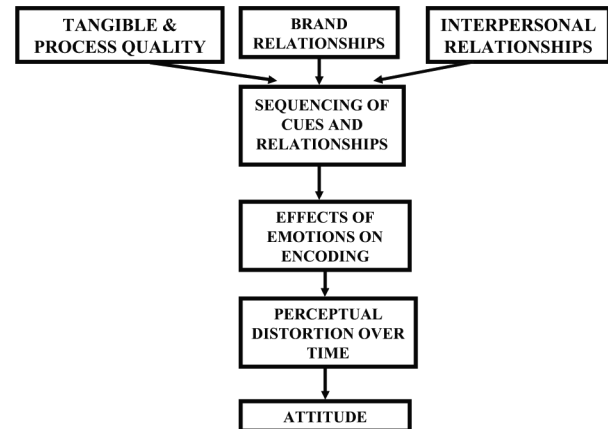 TANGIBLE &
PROCESS QUALITY
BRAND
RELATIONSHIPS
INTERPERSONAL
RELATIONSHIPS
SEQUENCING OF
CUES AND
RELATIONSHIPS
EFFECTS OF
EMOTIONS ON
ENCODING
PERCEPTUAL
DISTORTION OVER
TIME
ATTITUDE